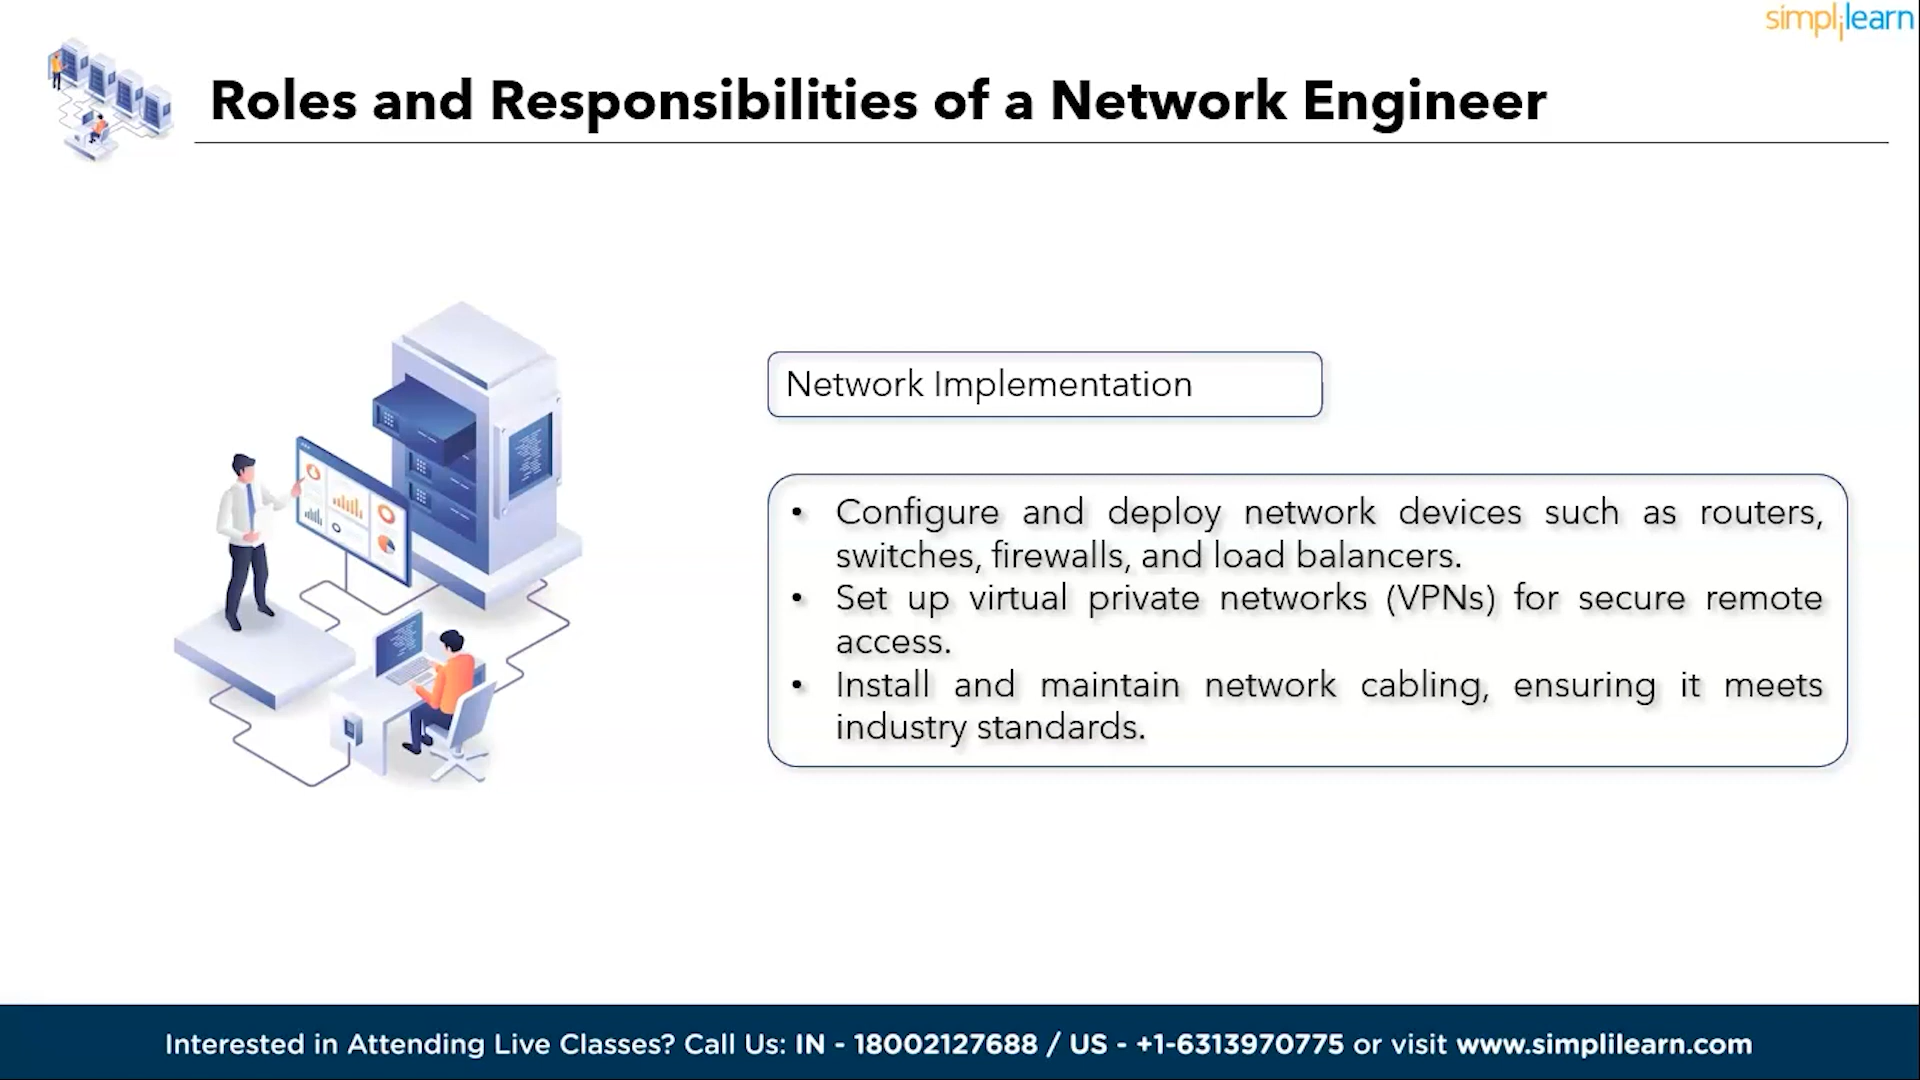 simplilearn
Roles and Responsibilities of a Network Engineer
Network Implementation
• Configure and deploy network devices such as routers,
switches, firewalls, and load balancers.
• Set up virtual private networks (VPNs) for secure remote
access.
• Install and maintain network cabling, ensuring it meets
industry standards.
Interested in Attending Live Classes? Call Us: IN - 18002127688 / US - +1-6313970775 or visit www.simplilearn.com